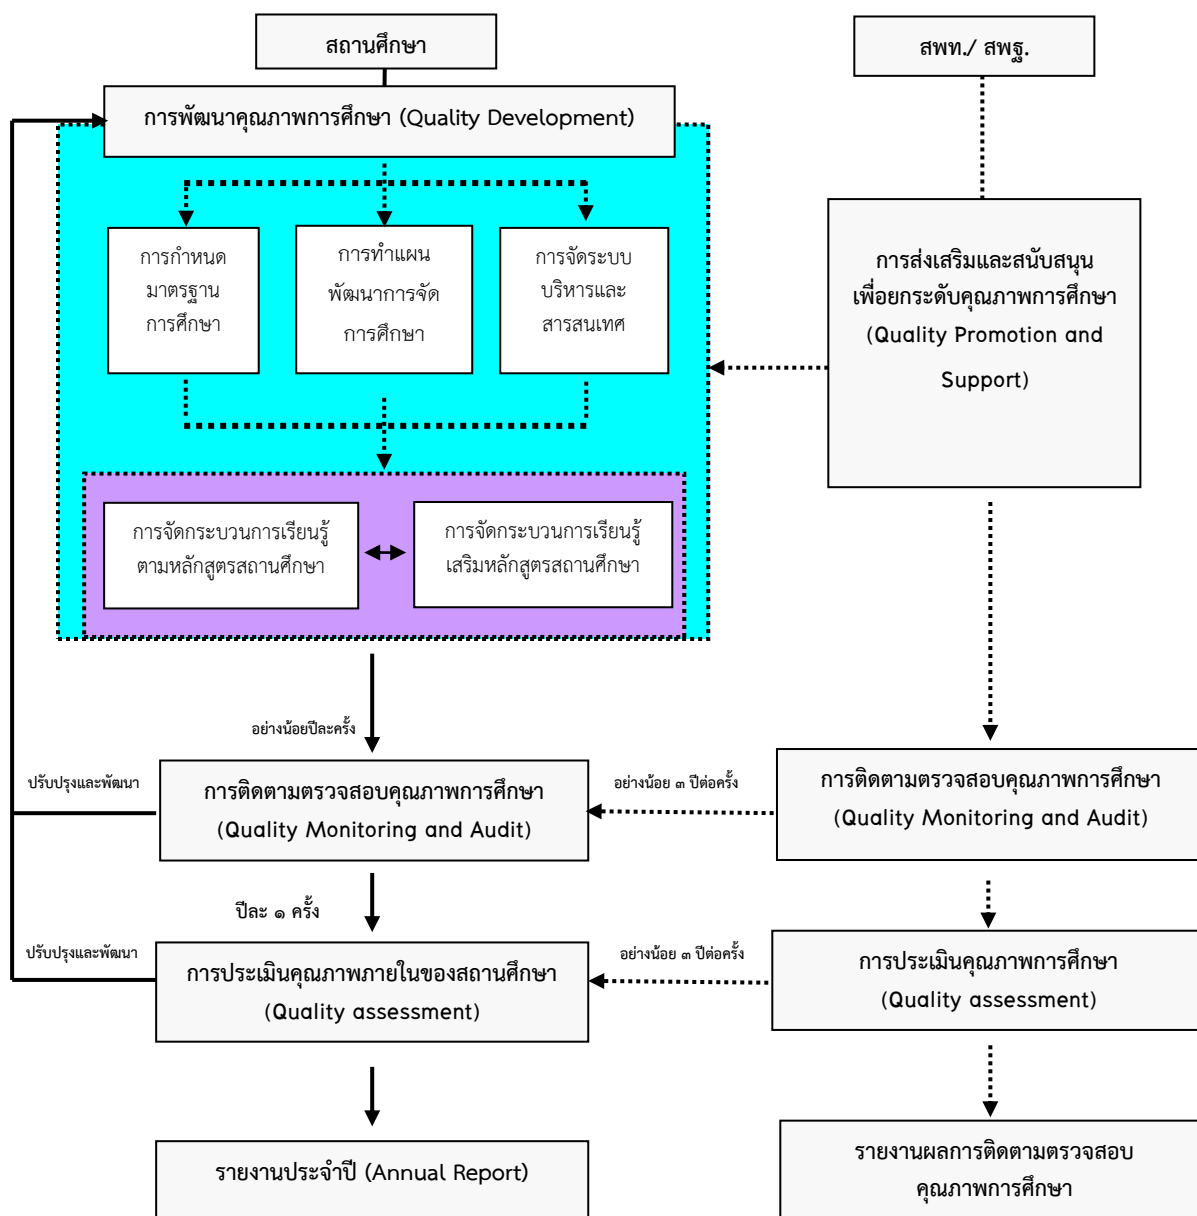 สถานศึกษา
สพท./ สพฐ.
การพัฒนาคุณภาพการศึกษา (Quality Development)
การกำหนด
มาตรฐาน
การศึกษา
การทำแผน
พัฒนาการจัด
การศึกษา
การจัดระบบ
บริหารและ
สารสนเทศ
การส่งเสริมและสนับสนุน
เพื่อยกระดับคุณภาพการศึกษา
(Quality Promotion and
Support)
การจัดกระบวนการเรียนรู้
ตามหลักสูตรสถานศึกษา
การจัดกระบวนการเรียนรู้
เสริมหลักสูตรสถานศึกษา
อย่างน้อยปีละครั้ง
ปรับปรุงและพัฒนา
การติดตามตรวจสอบคุณภาพการศึกษา
(Quality Monitoring and Audit)
อย่างน้อย ๓ ปีต่อครั้ง
การติดตามตรวจสอบคุณภาพการศึกษา
(Quality Monitoring and Audit)
ปีละ ๑ ครั้ง
ปรับปรุงและพัฒนา
การประเมินคุณภาพภายในของสถานศึกษา
(Quality assessment)
อย่างน้อย ๓ ปีต่อครั้ง
การประเมินคุณภาพการศึกษา
(Quality assessment)
รายงานประจำปี (Annual Report)
รายงานผลการติดตามตรวจสอบ
คุณภาพการศึกษา